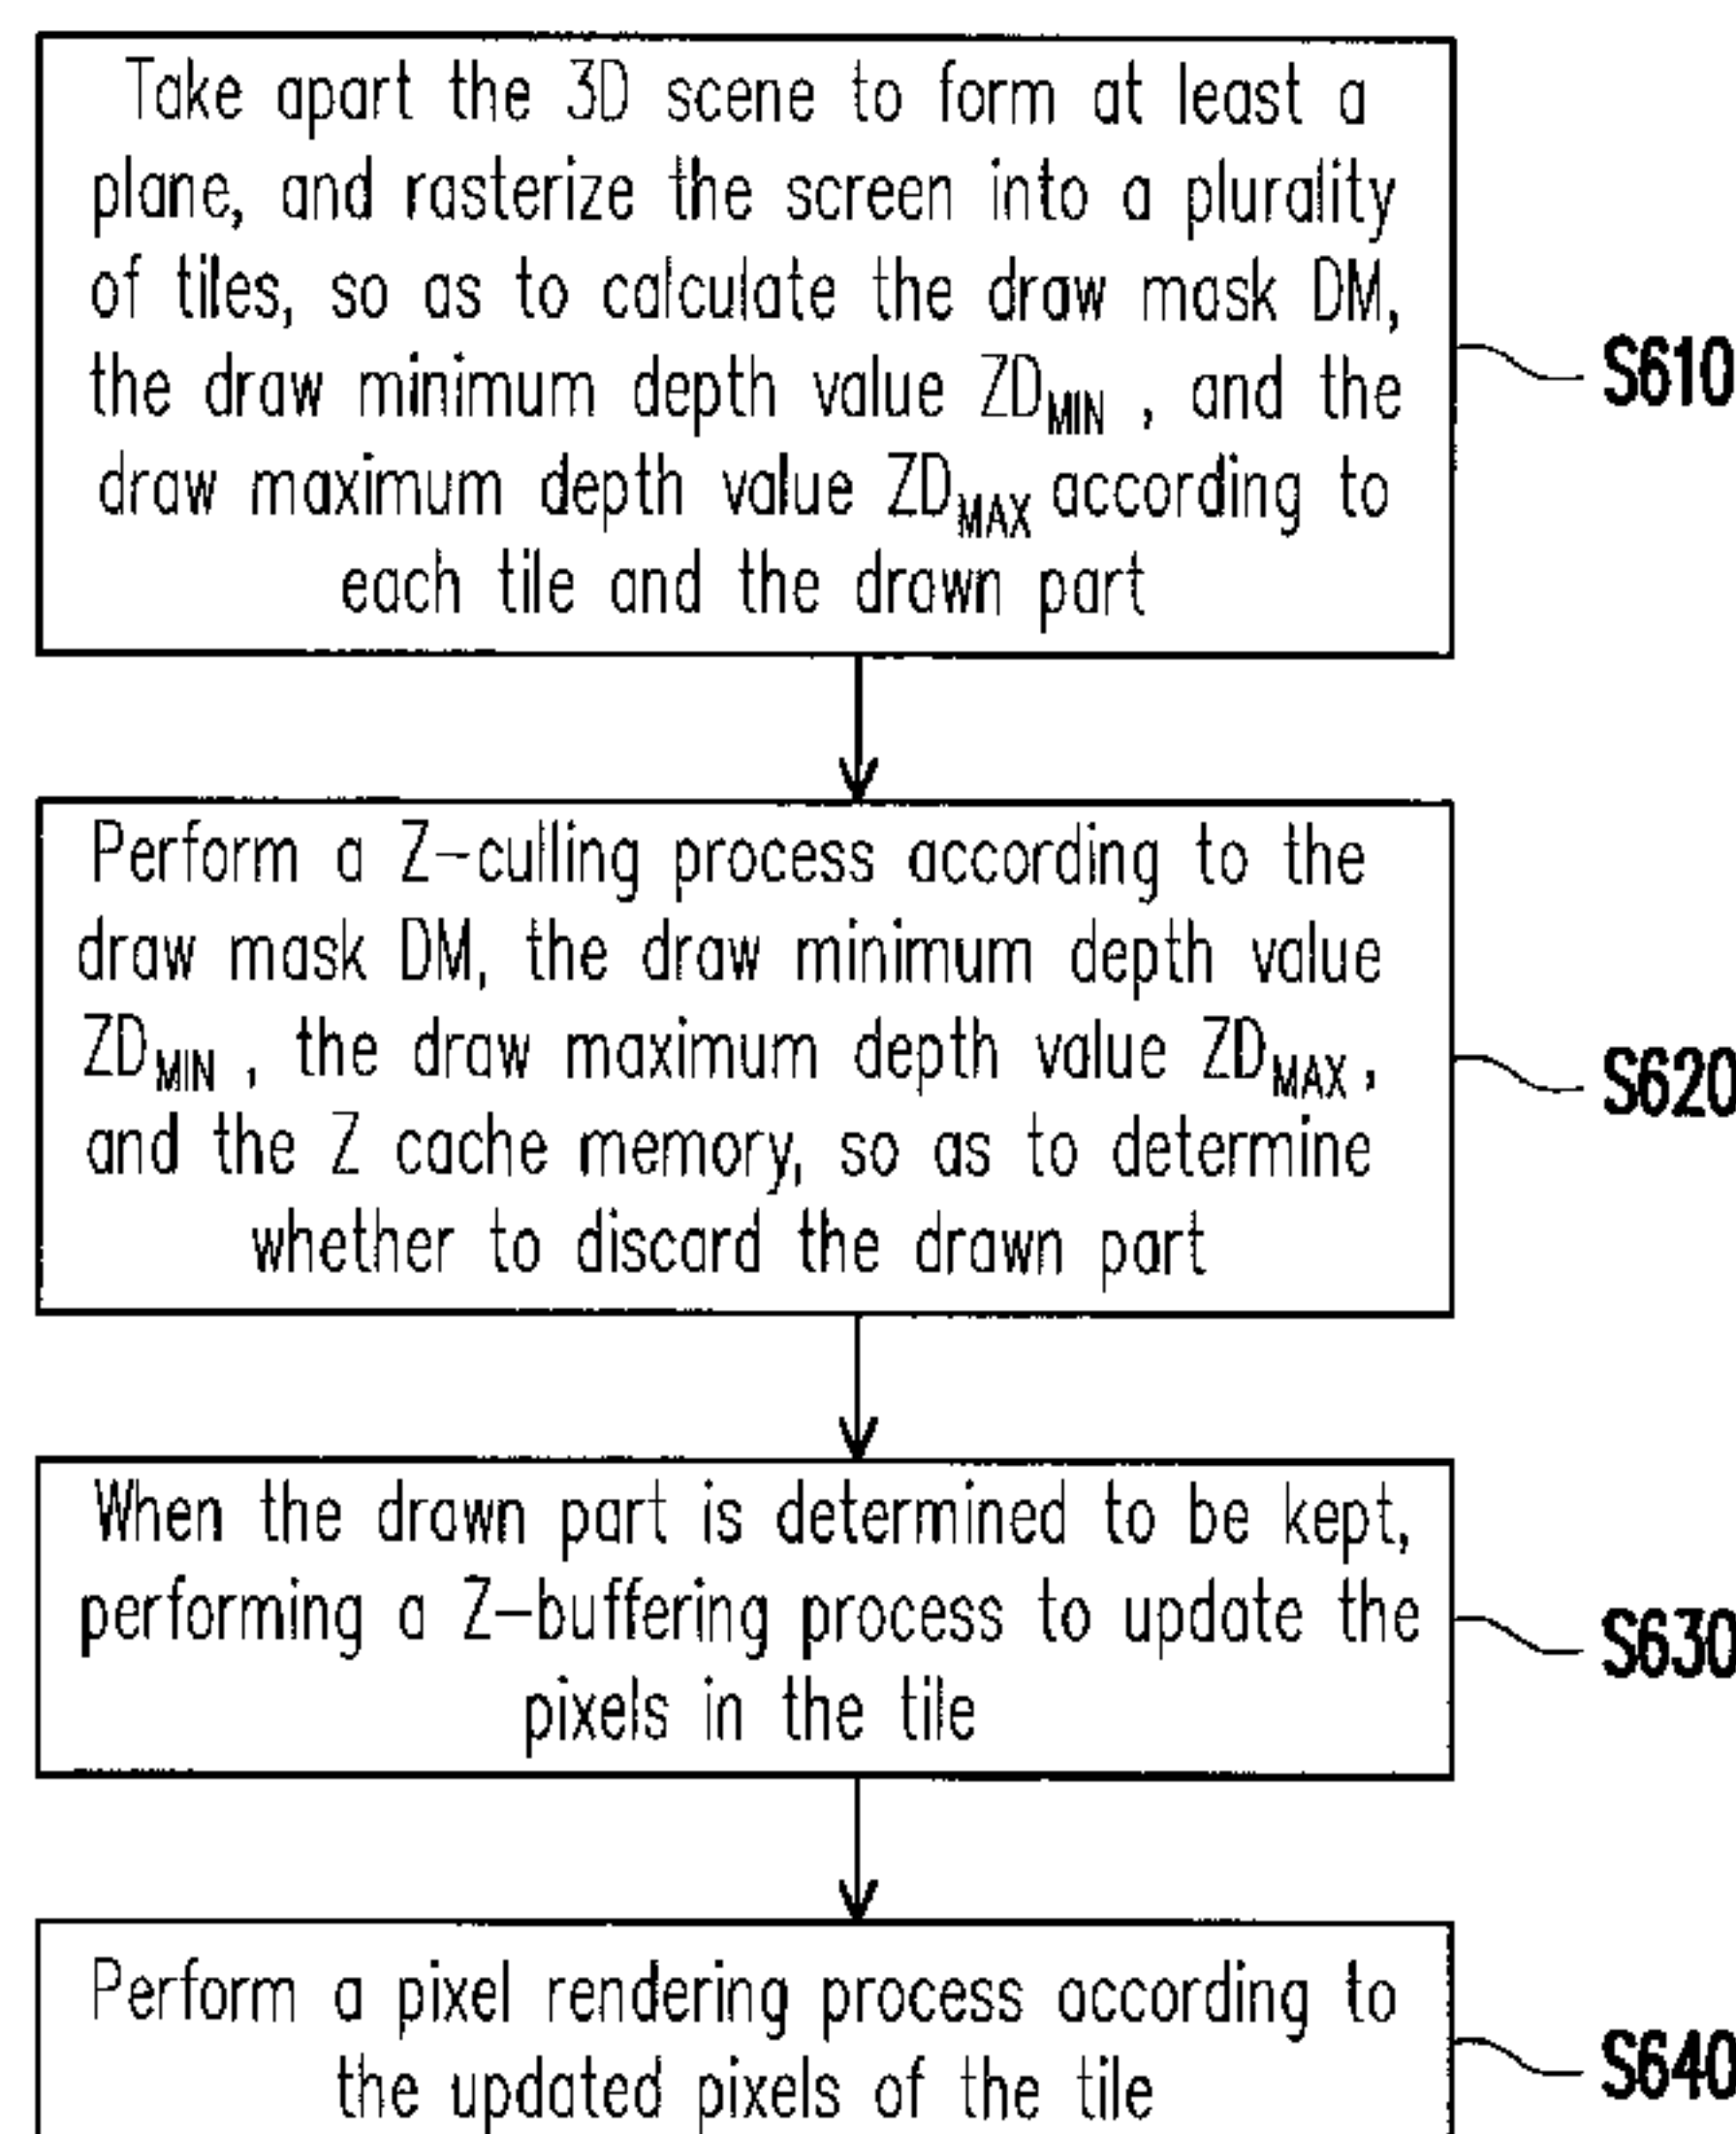 Take apart the 3D scene to form at least a
plane, and rasterize the screen into a plurality
of tiles, so as to calculate the draw mask DM,
the draw minimum depth value ZDMIN , and the
draw maximum depth value ZDMAX according to
each tile and the drawn part
S610
Perform a Z-culling process according to the
draw mask DM, the draw minimum depth value
ZDMIN , the draw maximum depth value ZDMAX,
and the Z cache memory, so as to determine
whether to discard the drawn part
S620
When the drawn part is determined to be kept,
performing a Z-buffering process to update the
pixels in the tile
S630
Perform a pixel rendering process according to
the updated pixels of the tile
S640